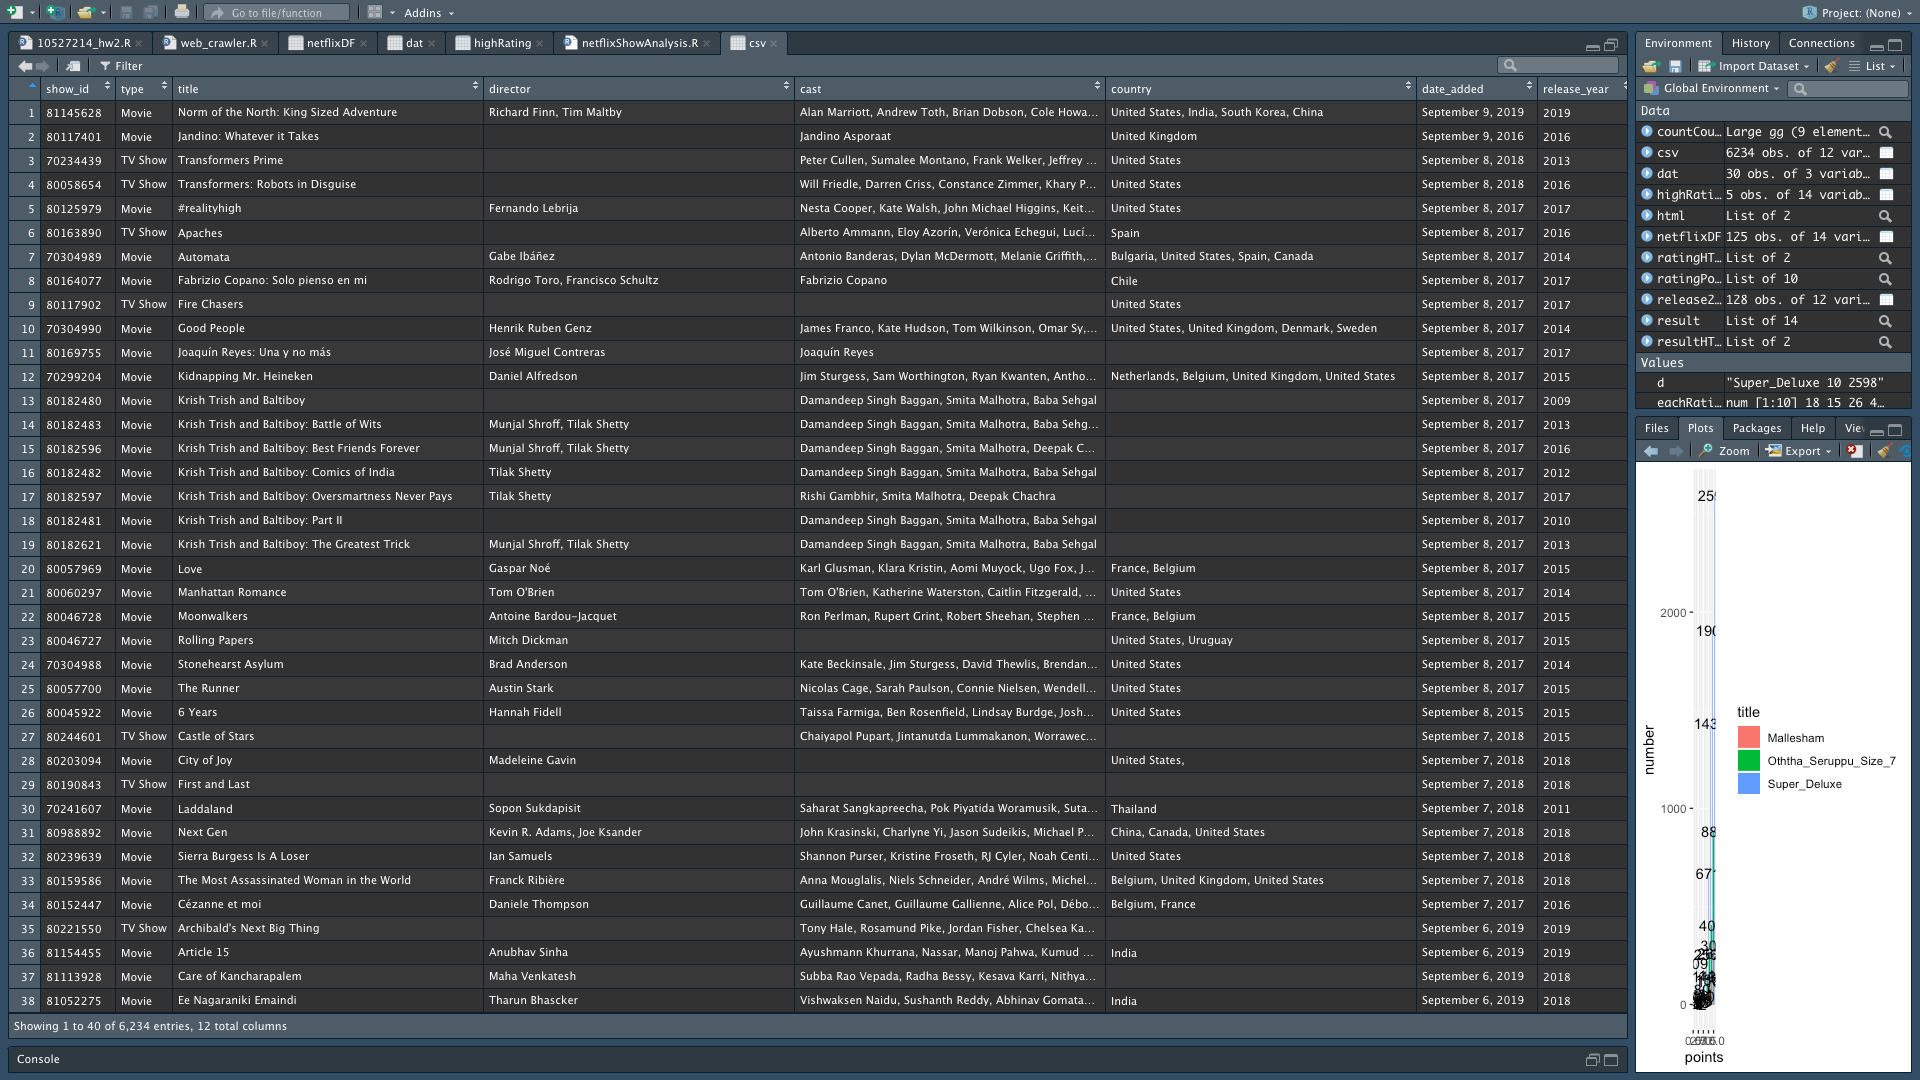 Go to file/function
Addins
Project: (None)
10527214_hw2.R
web_crawler.R
netflixDF
dat
highRating
netflixShowAnalysis.R
csv
Filter
show_id type title director cast country date_added release_year
1 81145628 Movie Norm of the North: King Sized Adventure Richard Finn, Tim Maltby Alan Marriott, Andrew Toth, Brian Dobson, Cole Howa... United States, India, South Korea, China September 9, 2019 2019
2 80117401 Movie Jandino: Whatever it Takes Jandino Asporaat United Kingdom September 9, 2016 2016
3 70234439 TV Show Transformers Prime Peter Cullen, Sumalee Montano, Frank Welker, Jeffrey ... United States September 8, 2018 2013
4 80058654 TV Show Transformers: Robots in Disguise Will Friedle, Darren Criss, Constance Zimmer, Khary P... United States September 8, 2018 2016
5 80125979 Movie #realityhigh Fernando Lebrija Nesta Cooper, Kate Walsh, John Michael Higgins, Keit... United States September 8, 2017 2017
6 80163890 TV Show Apaches Alberto Ammann, Eloy Azorín, Verónica Echegui, Lucí... Spain September 8, 2017 2016
7 70304989 Movie Automata Gabe Ibáñez Antonio Banderas, Dylan McDermott, Melanie Griffith,... Bulgaria, United States, Spain, Canada September 8, 2017 2014
8 80164077 Movie Fabrizio Copano: Solo pienso en mi Rodrigo Toro, Francisco Schultz Fabrizio Copano Chile September 8, 2017 2017
9 80117902 TV Show Fire Chasers United States September 8, 2017 2017
10 70304990 Movie Good People Henrik Ruben Genz James Franco, Kate Hudson, Tom Wilkinson, Omar Sy,... United States, United Kingdom, Denmark, Sweden September 8, 2017 2014
11 80169755 Movie Joaquín Reyes: Una y no más José Miguel Contreras Joaquín Reyes September 8, 2017 2017
12 70299204 Movie Kidnapping Mr. Heineken Daniel Alfredson Jim Sturgess, Sam Worthington, Ryan Kwanten, Antho... Netherlands, Belgium, United Kingdom, United States September 8, 2017 2015
13 80182480 Movie Krish Trish and Baltiboy Damandeep Singh Baggan, Smita Malhotra, Baba Sehgal September 8, 2017 2009
14 80182483 Movie Krish Trish and Baltiboy: Battle of Wits Munjal Shroff, Tilak Shetty Damandeep Singh Baggan, Smita Malhotra, Baba Sehg... September 8, 2017 2013
15 80182596 Movie Krish Trish and Baltiboy: Best Friends Forever Munjal Shroff, Tilak Shetty Damandeep Singh Baggan, Smita Malhotra, Deepak C... September 8, 2017 2016
16 80182482 Movie Krish Trish and Baltiboy: Comics of India Tilak Shetty Damandeep Singh Baggan, Smita Malhotra, Baba Sehgal September 8, 2017 2012
17 80182597 Movie Krish Trish and Baltiboy: Oversmartness Never Pays Tilak Shetty Rishi Gambhir, Smita Malhotra, Deepak Chachra September 8, 2017 2017
18 80182481 Movie Krish Trish and Baltiboy: Part II Damandeep Singh Baggan, Smita Malhotra, Baba Sehgal September 8, 2017 2010
19 80182621 Movie Krish Trish and Baltiboy: The Greatest Trick Munjal Shroff, Tilak Shetty Damandeep Singh Baggan, Smita Malhotra, Baba Sehgal September 8, 2017 2013
20 80057969 Movie Love Gaspar Noé Karl Glusman, Klara Kristin, Aomi Muyock, Ugo Fox, J... France, Belgium September 8, 2017 2015
21 80060297 Movie Manhattan Romance Tom O'Brien Tom O'Brien, Katherine Waterston, Caitlin Fitzgerald, ... United States September 8, 2017 2014
22 80046728 Movie Moonwalkers Antoine Bardou-Jacquet Ron Perlman, Rupert Grint, Robert Sheehan, Stephen ... France, Belgium September 8, 2017 2015
23 80046727 Movie Rolling Papers Mitch Dickman United States, Uruguay September 8, 2017 2015
24 70304988 Movie Stonehearst Asylum Brad Anderson Kate Beckinsale, Jim Sturgess, David Thewlis, Brendan... United States September 8, 2017 2014
25 80057700 Movie The Runner Austin Stark Nicolas Cage, Sarah Paulson, Connie Nielsen, Wendell... United States September 8, 2017 2015
26 80045922 Movie 6 Years Hannah Fidell Taissa Farmiga, Ben Rosenfield, Lindsay Burdge, Josh... United States September 8, 2015 2015
27 80244601 TV Show Castle of Stars Chaiyapol Pupart, Jintanutda Lummakanon, Worrawec... September 7, 2018 2015
28 80203094 Movie City of Joy Madeleine Gavin United States, September 7, 2018 2018
29 80190843 TV Show First and Last September 7, 2018 2018
30 70241607 Movie Laddaland Sopon Sukdapisit Saharat Sangkapreecha, Pok Piyatida Woramusik, Suta... Thailand September 7, 2018 2011
31 80988892 Movie Next Gen Kevin R. Adams, Joe Ksander John Krasinski, Charlyne Yi, Jason Sudeikis, Michael P... China, Canada, United States September 7, 2018 2018
32 80239639 Movie Sierra Burgess Is A Loser Ian Samuels Shannon Purser, Kristine Froseth, RJ Cyler, Noah Centi... United States September 7, 2018 2018
33 80159586 Movie The Most Assassinated Woman in the World Franck Ribière Anna Mouglalis, Niels Schneider, André Wilms, Michel... Belgium, United Kingdom, United States September 7, 2018 2018
34 80152447 Movie Cézanne et moi Daniele Thompson Guillaume Canet, Guillaume Gallienne, Alice Pol, Débo... Belgium, France September 7, 2017 2016
35 80221550 TV Show Archibald's Next Big Thing Tony Hale, Rosamund Pike, Jordan Fisher, Chelsea Ka... September 6, 2019 2019
36 81154455 Movie Article 15 Anubhav Sinha Ayushmann Khurrana, Nassar, Manoj Pahwa, Kumud ... India September 6, 2019 2019
37 81113928 Movie Care of Kancharapalem Maha Venkatesh Subba Rao Vepada, Radha Bessy, Kesava Karri, Nithya... September 6, 2019 2018
38 81052275 Movie Ee Nagaraniki Emaindi Tharun Bhascker Vishwaksen Naidu, Sushanth Reddy, Abhinav Gomata... India September 6, 2019 2018
Showing 1 to 40 of 6,234 entries, 12 total columns
Console
Environment History Connections
Import Dataset List
Global Environment
Data
countCou... Large gg (9 element...
csv 6234 obs. of 12 var...
dat 30 obs. of 3 variab...
highRati... 5 obs. of 14 variab...
html List of 2
netflixDF 125 obs. of 14 vari...
ratingHT... List of 2
ratingPo... List of 10
release2... 128 obs. of 12 vari...
result List of 14
resultHT... List of 2
Values
d "Super_Deluxe 10 2598"
eachRati... num [1:10] 18 15 26 4...
Files Plots Packages Help
Zoom Export
2000
1000
0
number
points
190
143
88
67
40
title
Mallesham
Oththa_Seruppu_Size_7
Super_Deluxe